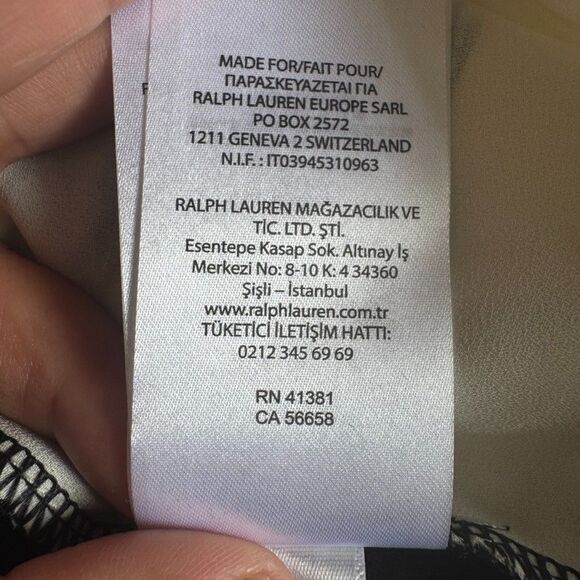 MADE FOR/FAIT POUR/
ΠΑΡΑΣΚΕΥΑΖΕΤΑΙ ΓΙΑ
RALPH LAUREN EUROPE SARL
PO BOX 2572
1211 GENEVA 2 SWITZERLAND
N.I.F. : IT03945310963
RALPH LAUREN MAĞAZACILIK VE
TİC. LTD. ŞTİ.
Esentepe Kasap Sok. Altınay İş
Merkezi No: 8-10 K: 4 34360
Şişli – İstanbul
www.ralphlauren.com.tr
TÜKETİCİ İLETİŞİM HATTI:
0212 345 69 69
RN 41381
CA 56658